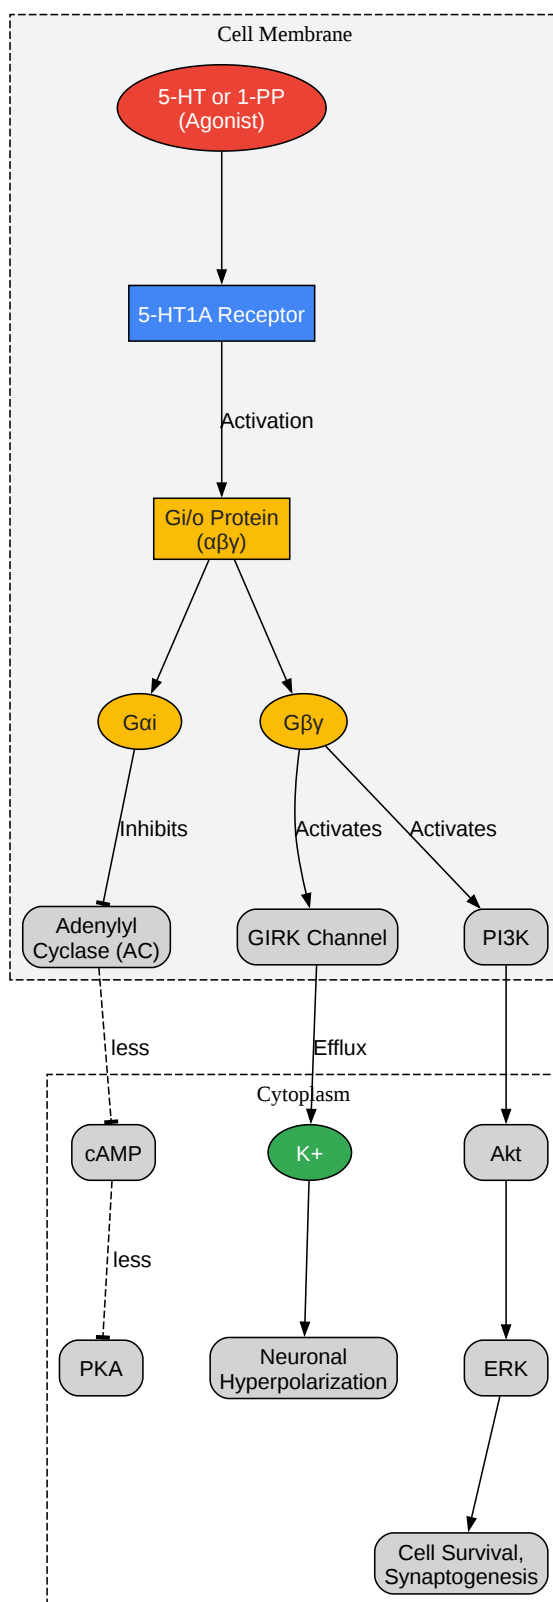 Cell Membrane
5-HT or 1-PP
(Agonist)
5-HT1A Receptor
Activation
Gi/o Protein
(αβγ)
Gαi
Gβγ
Inhibits
Activates
Activates
Adenylyl
Cyclase (AC)
GIRK Channel
PI3K
less
Efflux
Cytoplasm
cAMP
K+
Akt
less
PKA
Neuronal
Hyperpolarization
ERK
Cell Survival,
Synaptogenesis